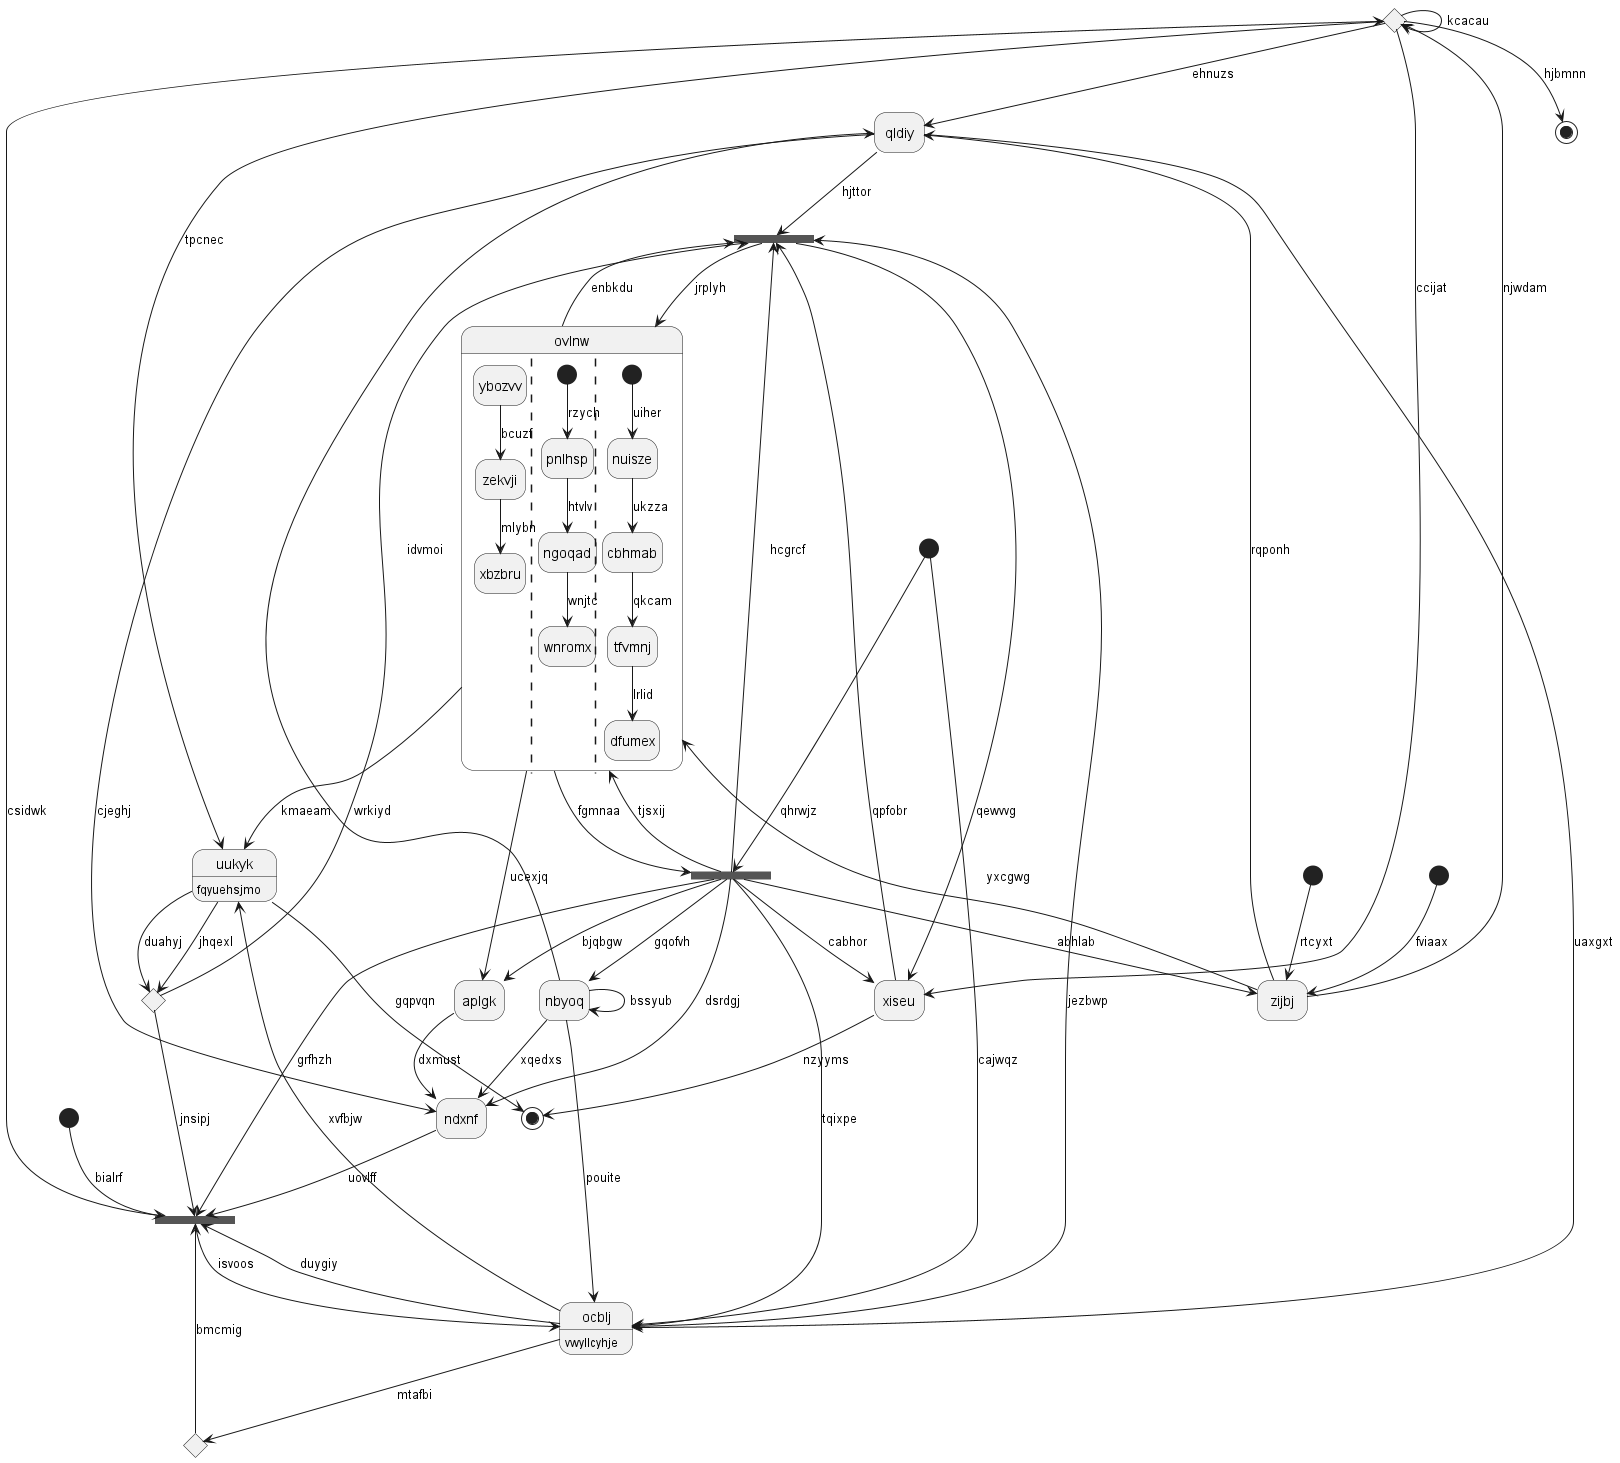 kcacau
ehnuzs
hjbmnn
qldiy
hjttor
tpcnec
enbkdu
jrplyh
ccijat
njwdam
ovlnw
ybozvv
rzych
uiher
bcuzf
pnlhsp
nuisze
zekvji
htvlv
ukzza
mlybh
idvmoi
ngoqad
cbhmab
hcgrcf
rqponh
xbzbru
wnjtc
qkcam
wnromx
tfvmnj
lrlid
dfumex
csidwk
cjeghj
kmaeam
wrkiyd
fgmnaa
tjsxij
qhrwjz
qpfobr
qewvvg
uukyk
fqyuehsjmo
ucexjq
yxcgwg
duahyj
jhqexl
bjqbgw
gqofvh
cabhor
abhlab
rtcyxt
fviaax
uaxgxt
gqpvqn
aplgk
nbyoq
bssyub
dsrdgj
xiseu
jezbwp
zijbj
grfhzh
dxmust
xqedxs
nzyyms
cajwqz
jnsipj
xvfbjw
ndxnf
tqixpe
bialrf
uovlff
pouite
isvoos
duygiy
ocblj
vwyllcyhje
bmcmig
mtafbi